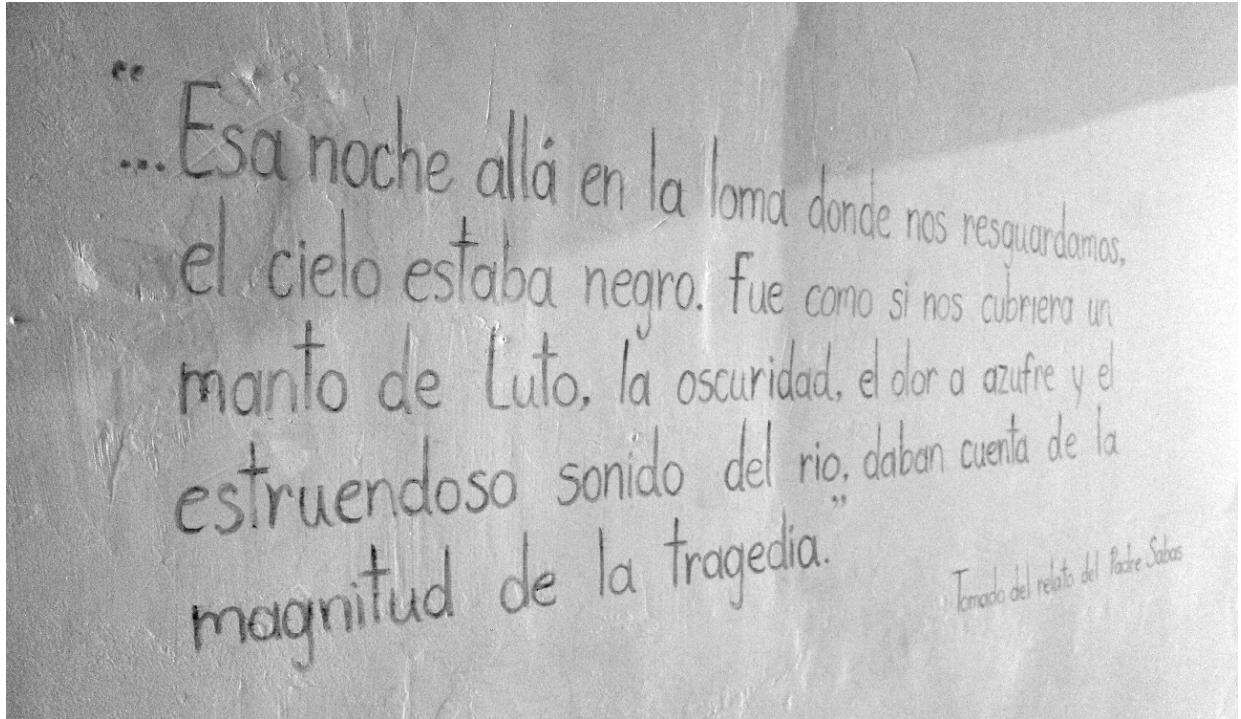 “...Esa noche allá en la loma donde nos resguardamos,
el cielo estaba negro. fue como si nos cubriera un
manto de luto, la oscuridad, el olor a azufre y el
estruendoso sonido del rio, daban cuenta de la
magnitud de la tragedia.”
Tomado del relato del Padre Sabas